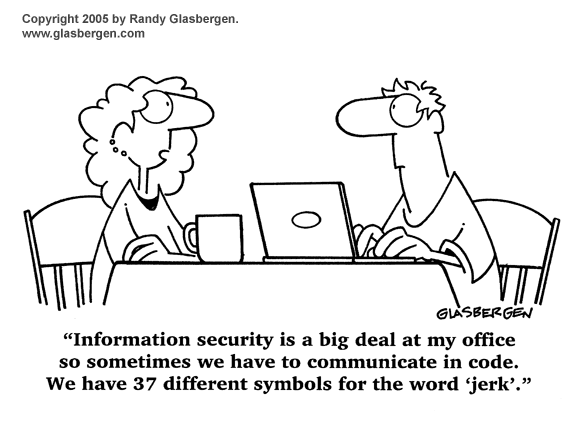 Copyright 2005 by Randy Glasbergen.
www.glasbergen.com
GLASBERGEN
“Information security is a big deal at my office
so sometimes we have to communicate in code.
We have 37 different symbols for the word ‘jerk’.”